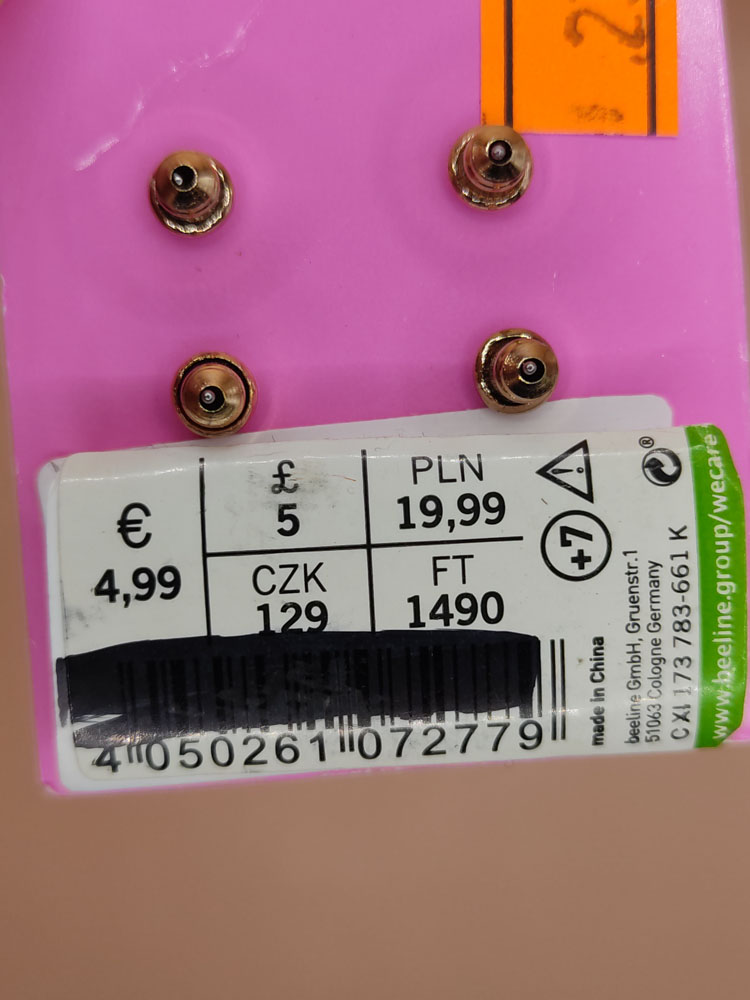 .2
€
4,99
£
5
PLN
19,99
CZK
129
FT
1490
4 050261 072779
+7
made in China
beeline GmbH, Gruenstr.1
51063 Cologne Germany
173 783-661 K
www.beeline.group/wecare
®